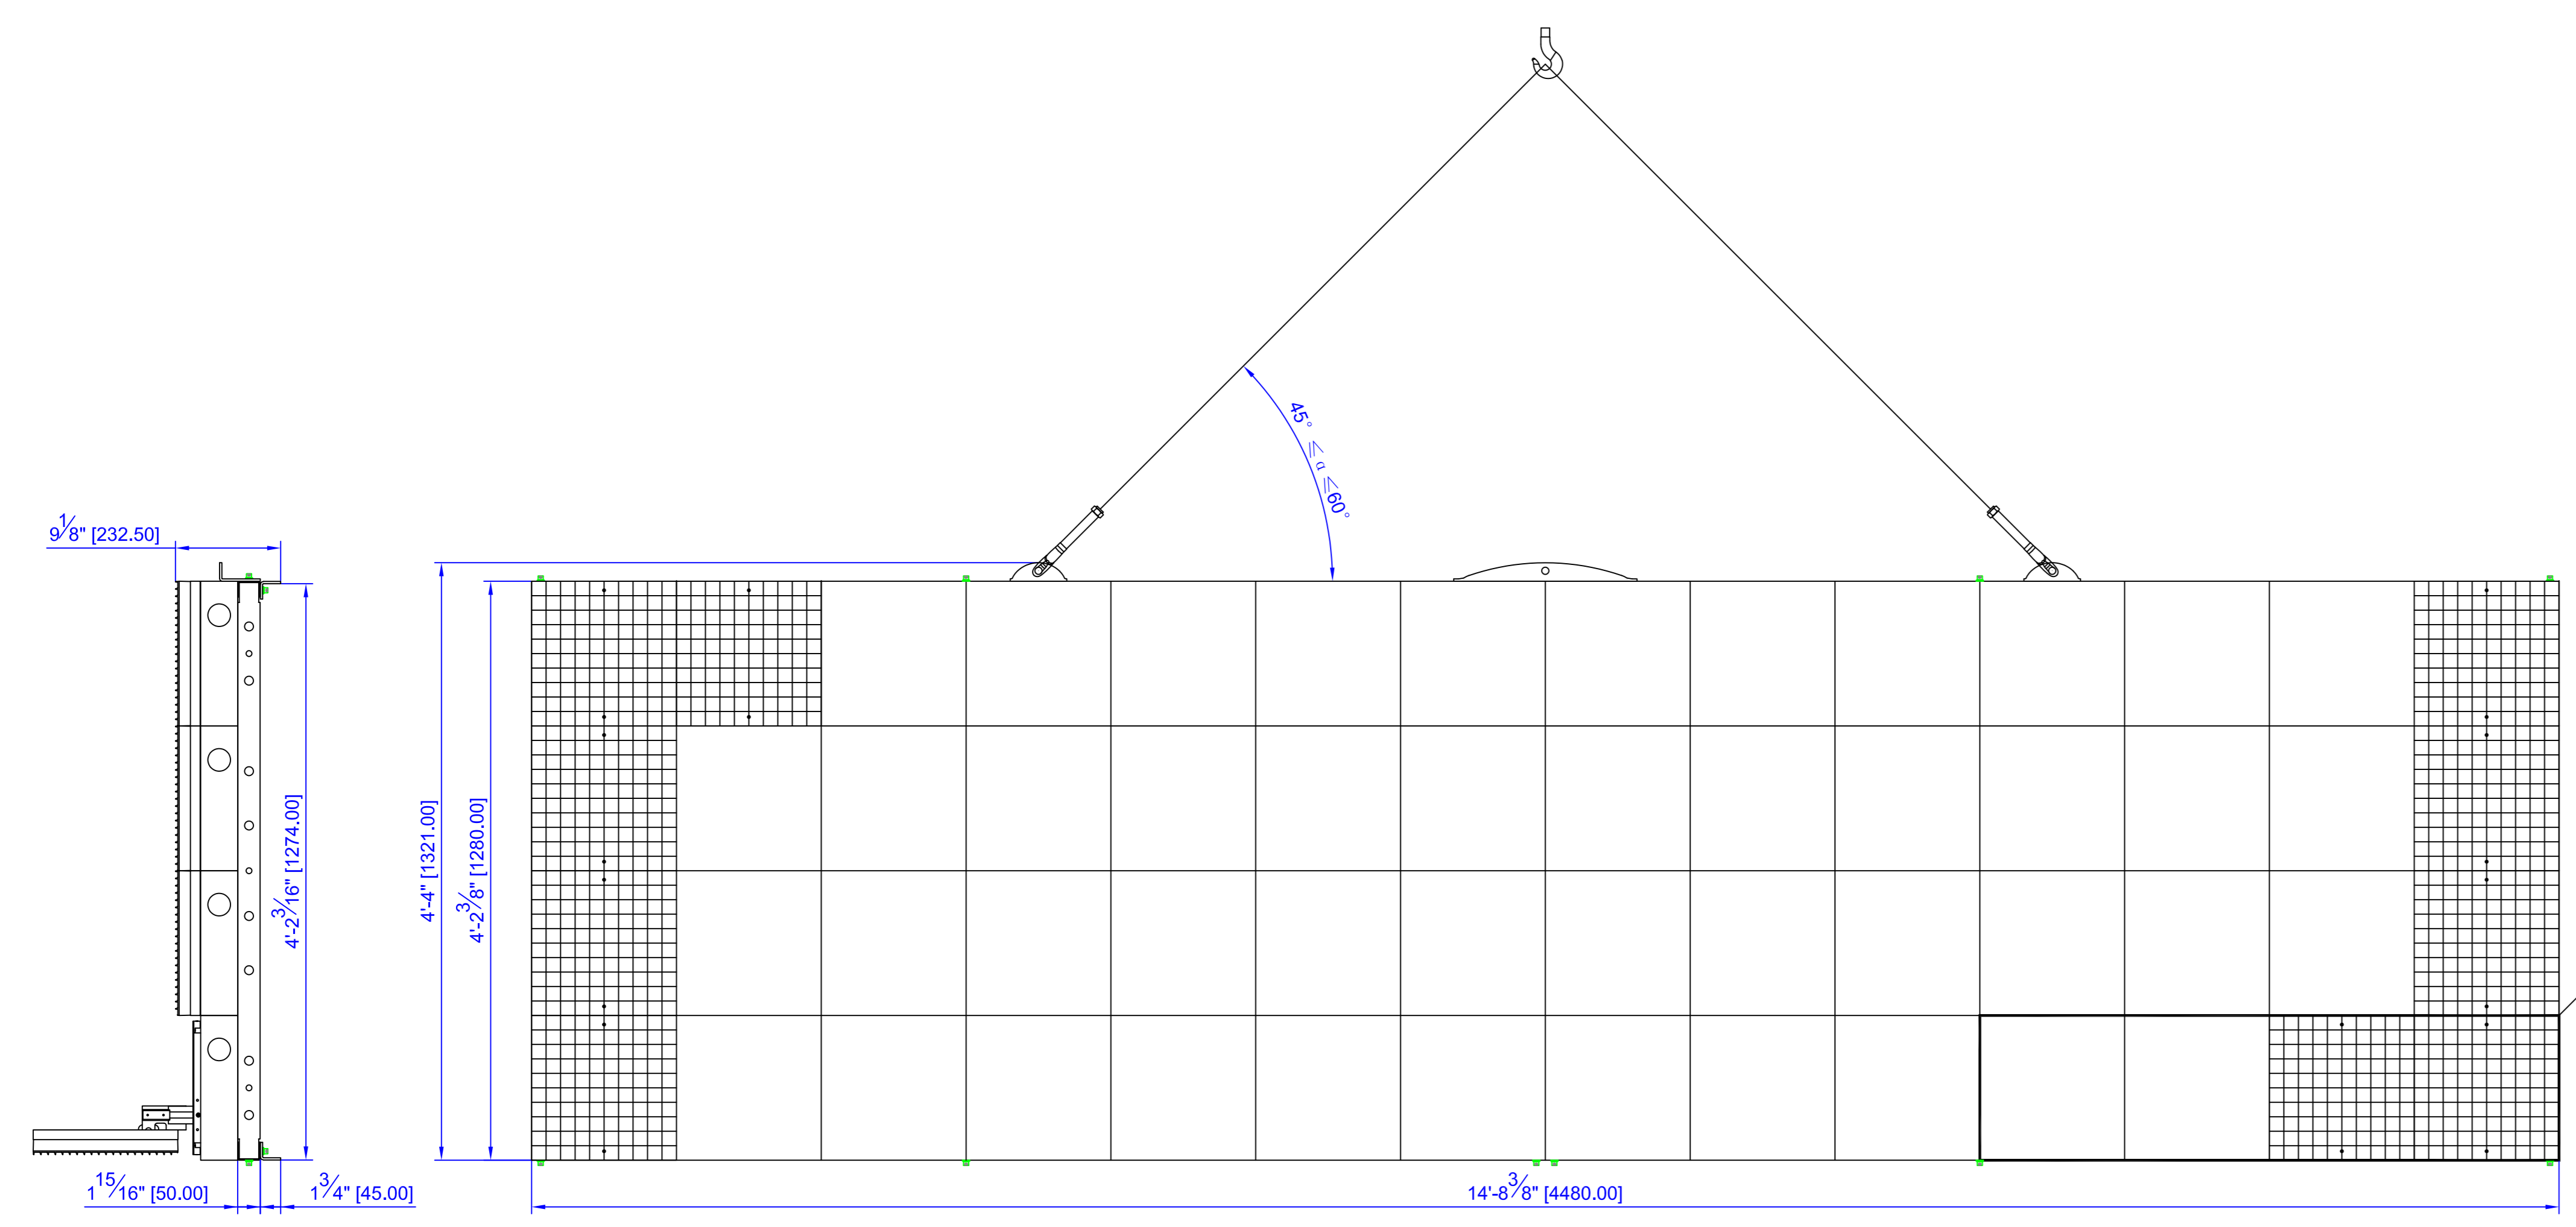 45° ≤ α ≤60°
9 1/8" [232.50]
4'-2 3/16" [1274.00]
4'-4" [1321.00]
4'-2 3/8" [1280.00]
1 15/16" [50.00]
1 3/4" [45.00]
14'-8 3/8" [4480.00]